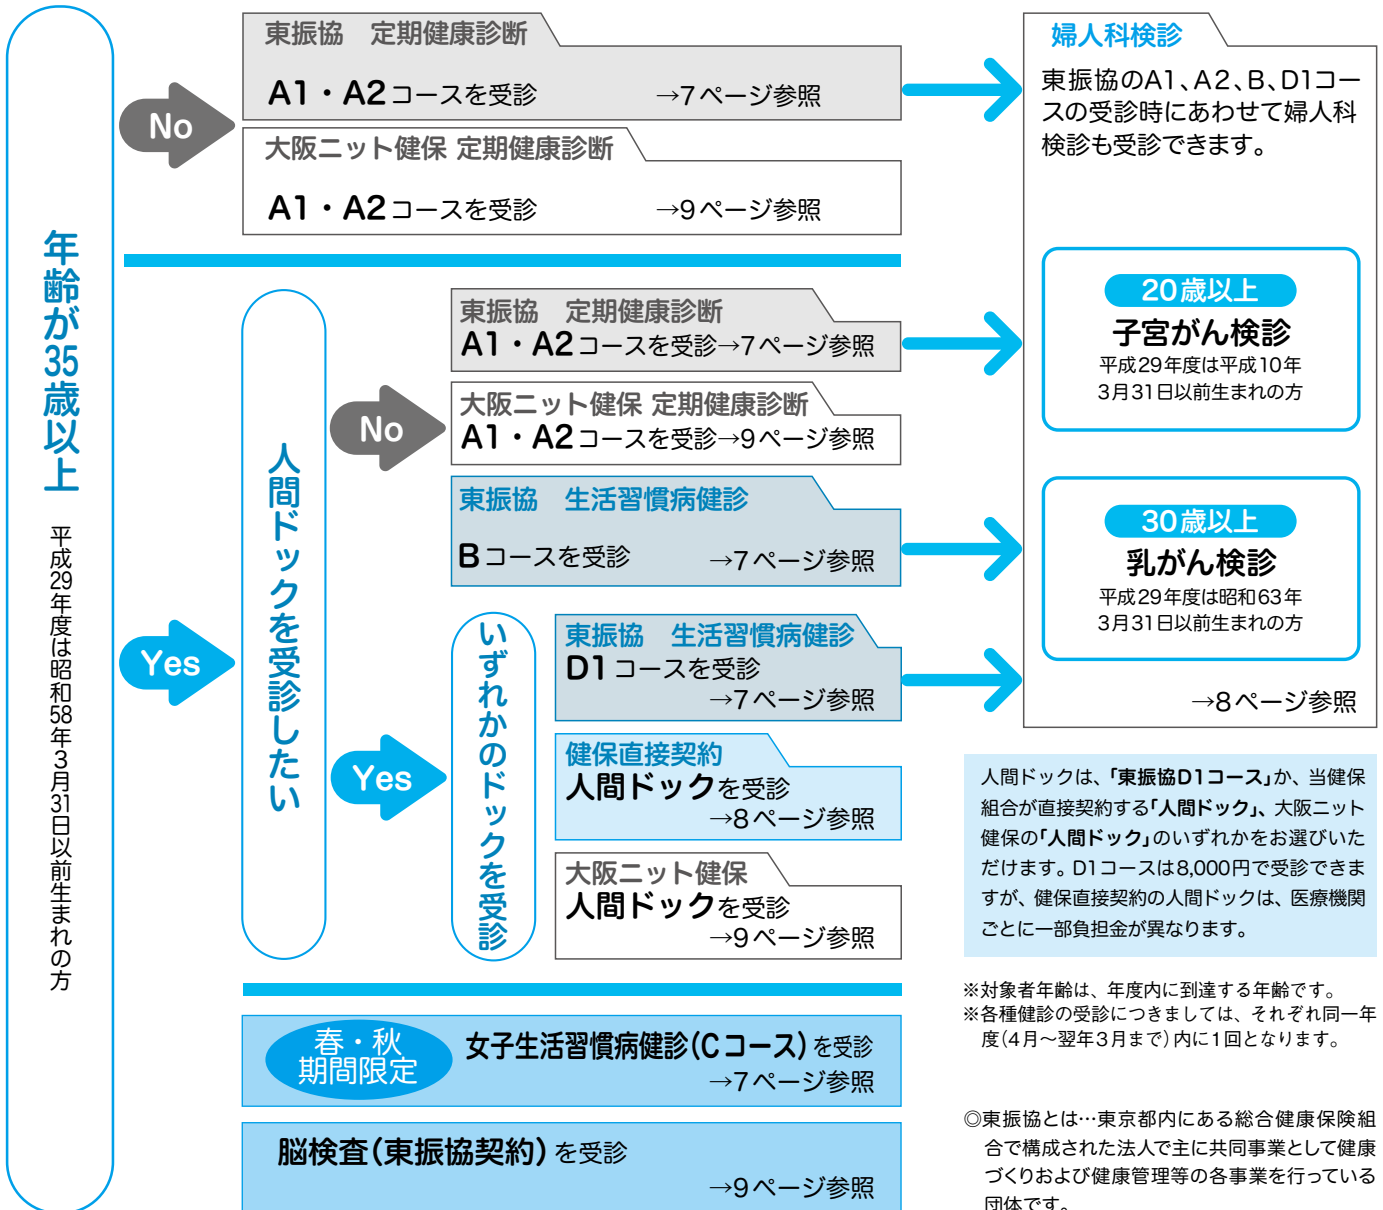 年齢が35歳以上
平成29年度は昭和58年3月31日以前生まれの方
No
東振協　定期健康診断
A1・A2コースを受診　→7ページ参照
大阪ニット健保 定期健康診断
A1・A2コースを受診　→9ページ参照
Yes
人間ドックを受診したい
No
東振協　定期健康診断
A1・A2コースを受診→7ページ参照
大阪ニット健保 定期健康診断
A1・A2コースを受診→9ページ参照
東振協　生活習慣病健診
Bコースを受診　→7ページ参照
Yes
いずれかのドックを受診
東振協　生活習慣病健診
D1コースを受診
→7ページ参照
健保直接契約
人間ドックを受診
→8ページ参照
大阪ニット健保
人間ドックを受診
→9ページ参照
春・秋
期間限定
女子生活習慣病健診(Cコース)を受診
→7ページ参照
脳検査(東振協契約)を受診
→9ページ参照
婦人科検診
東振協のA1、A2、B、D1コー
スの受診時にあわせて婦人科
検診も受診できます。
20歳以上
子宮がん検診
平成29年度は平成10年
3月31日以前生まれの方
30歳以上
乳がん検診
平成29年度は昭和63年
3月31日以前生まれの方
→8ページ参照
人間ドックは、「東振協D1コース」か、当健保
組合が直接契約する「人間ドック」、大阪ニット
健保の「人間ドック」のいずれかをお選びいた
だけます。D1コースは8,000円で受診できま
すが、健保直接契約の人間ドックは、医療機関
ごとに一部負担金が異なります。
※対象者年齢は、年度内に到達する年齢です。
※各種健診の受診につきましては、それぞれ同一年
度(4月〜翌年3月まで)内に1回となります。
◎東振協とは…東京都内にある総合健康保険組
合で構成された法人で主に共同事業として健康
づくりおよび健康管理等の各事業を行っている
団体です。